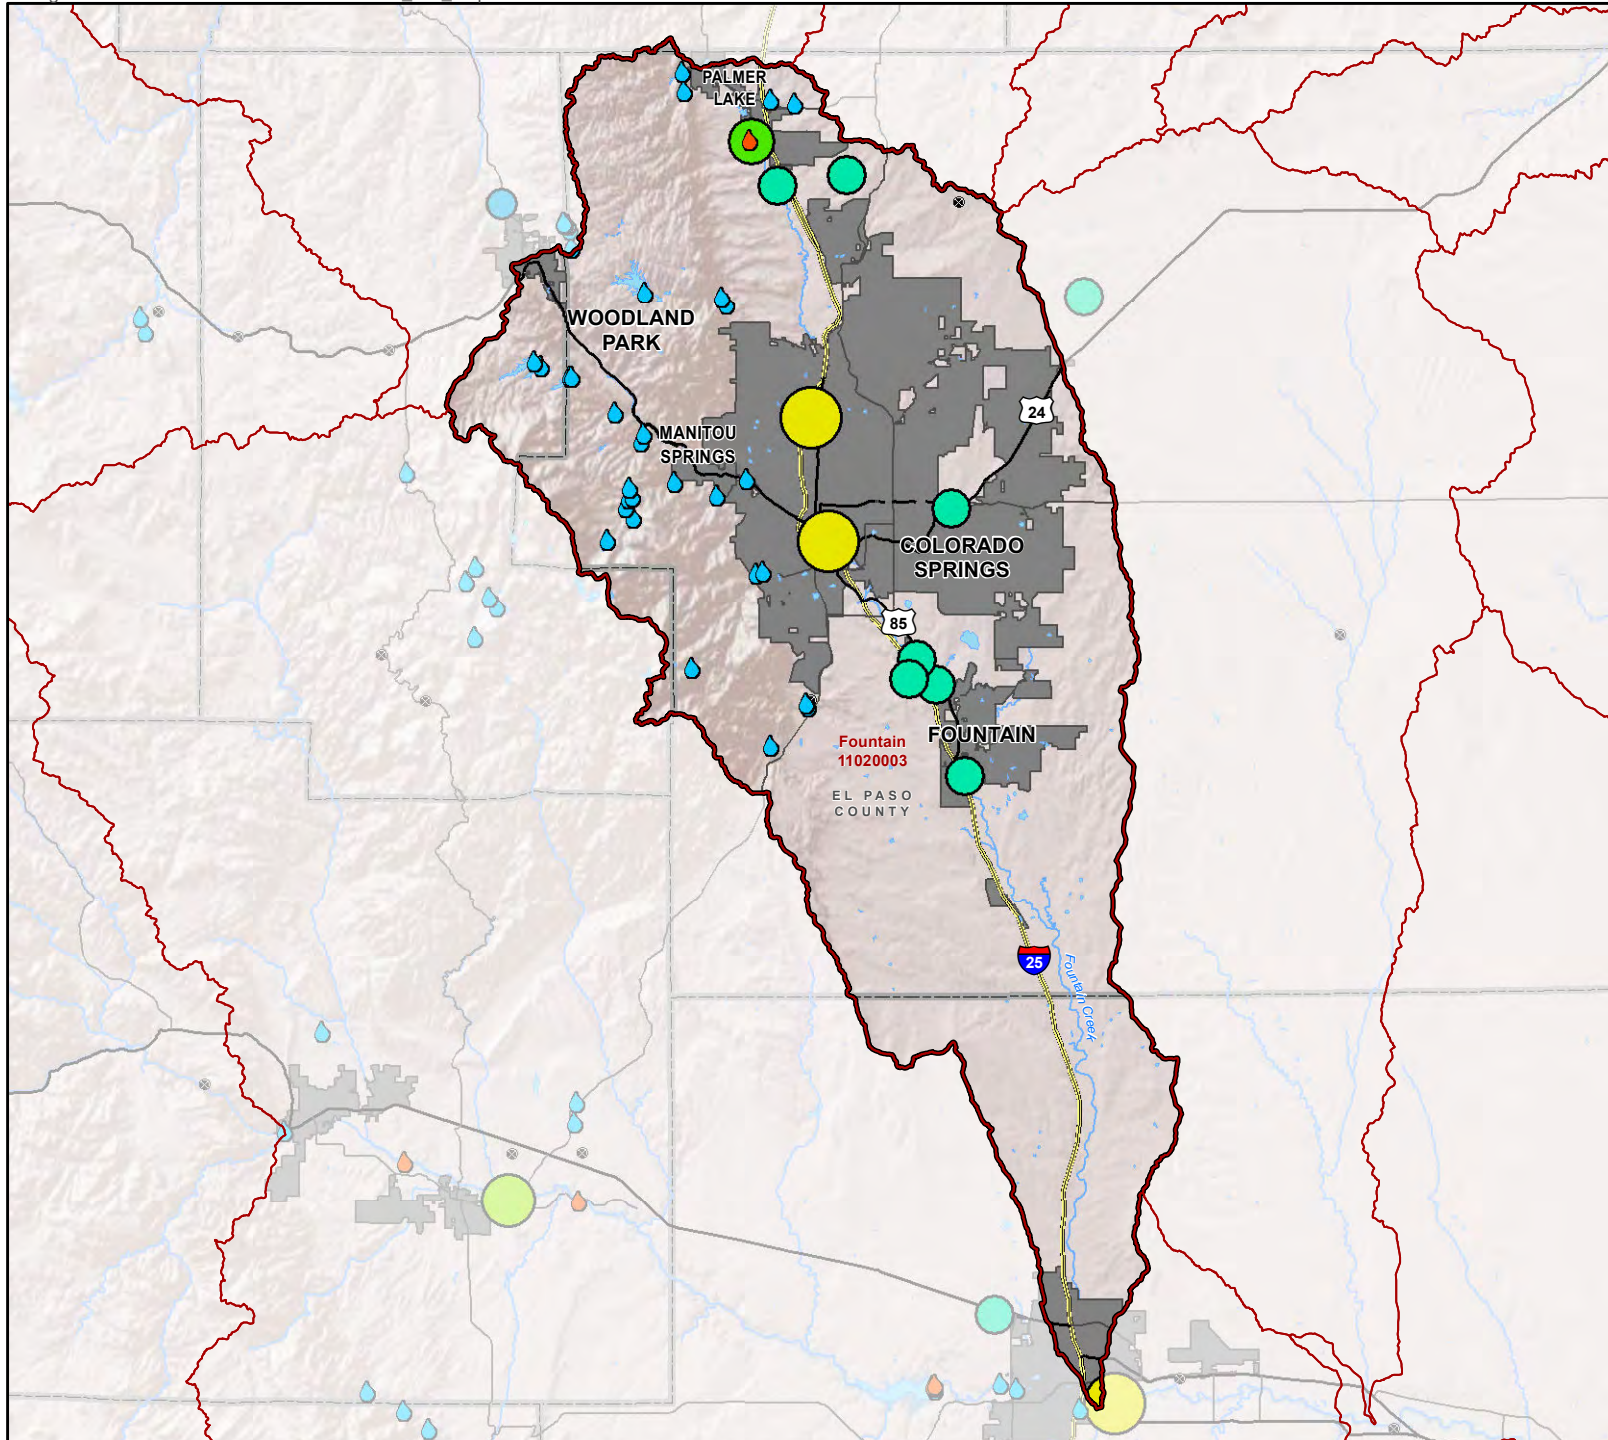 PALMER
LAKE
WOODLAND
PARK
MANITOU
SPRINGS
24
COLORADO
SPRINGS
85
FOUNTAIN
Fountain
11020003
EL PASO
COUNTY
25
Fountain Creek